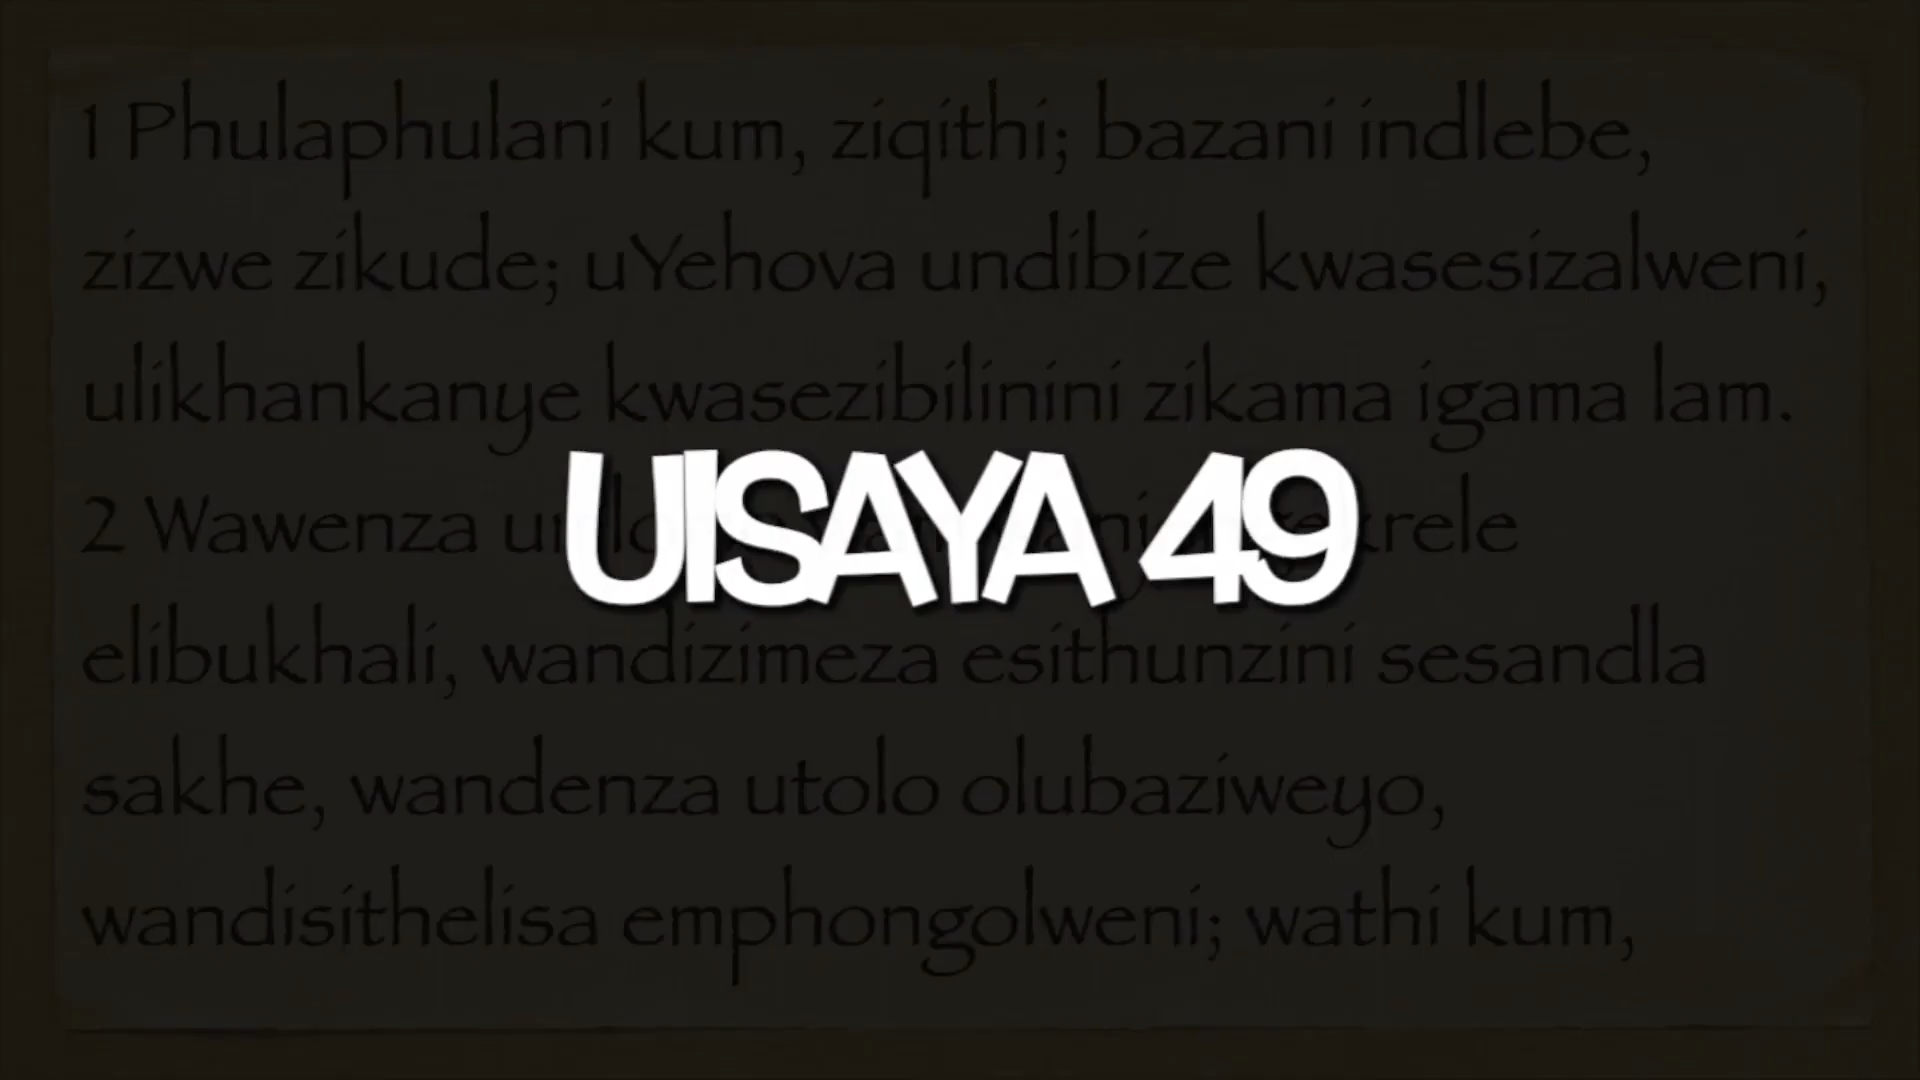 1 Phulaphulani kum, ziqithi; bazani indlebe,
zizwe zikude; uYehova undibize kwasesizalweni,
ulikhankanye kwasezibilinini zikama igama lam.
UISAYA 49
2 Wawenza
elibukhali, wandizimeza esithunzini sesandla
sakhe, wandenza utolo olubaziweyo,
wandisithelisa emphongolweni; wathi kum,